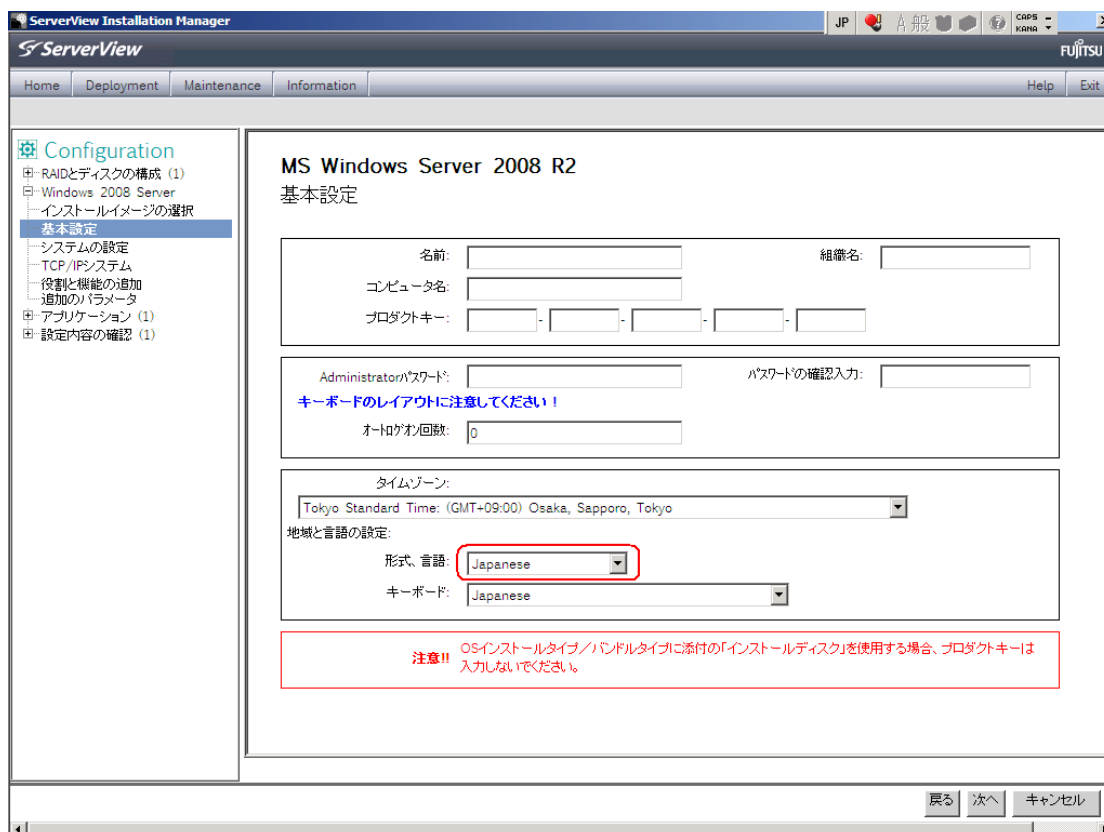 ServerView Installation Manager
JP
A 般
CAPS
KANA
ServerView
FUJITSU
Home Deployment Maintenance Information Help Exit
Configuration
RAIDとディスクの構成 (1)
Windows 2008 Server
インストールイメージの選択
基本設定
システムの設定
TCP/IPシステム
役割と機能の追加
追加のパラメータ
アプリケーション (1)
設定内容の確認 (1)
MS Windows Server 2008 R2
基本設定
名前: 組織名:
コンピュータ名:
プロダクトキー: - - - -
Administratorパスワード: パスワードの確認入力:
キーボードのレイアウトに注意してください!
オートログオン回数: 0
タイムゾーン:
Tokyo Standard Time: (GMT+09:00) Osaka, Sapporo, Tokyo
地域と言語の設定:
形式、言語: Japanese
キーボード: Japanese
注意!! OSインストールタイプ/バンドルタイプに添付の「インストールディスク」を使用する場合、プロダクトキーは
入力しないでください。
戻る 次へ キャンセル